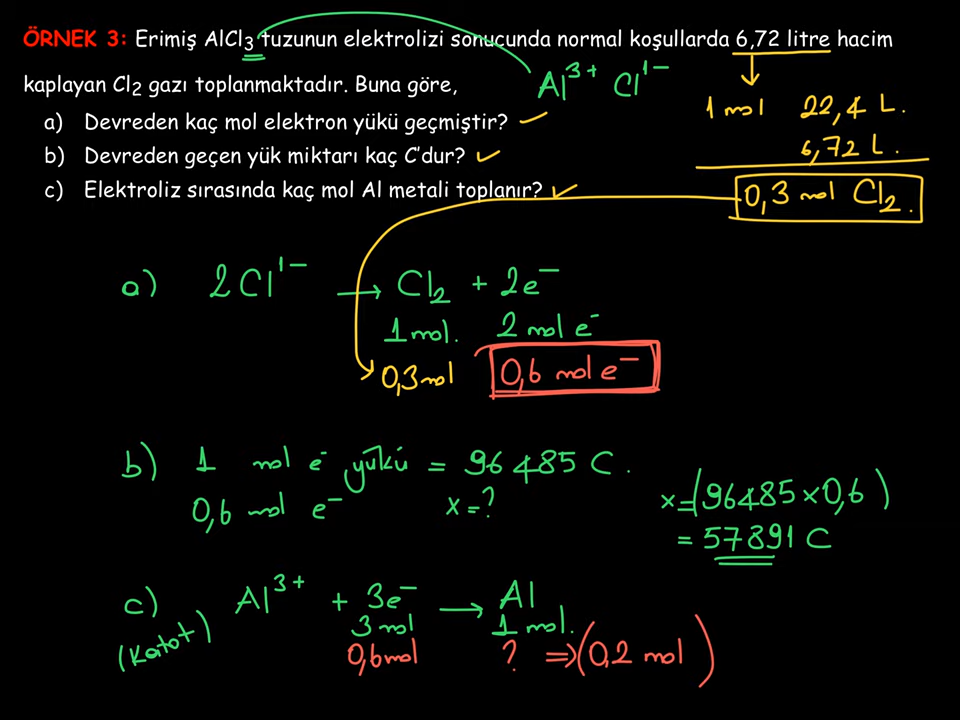 ÖRNEK 3: Erimiş AlCl3 tuzunun elektrolizi sonucunda normal koşullarda 6,72 litre hacim
kaplayan Cl2 gazı toplanmaktadır. Buna göre,
Al3+ Cl1-
a) Devreden kaç mol elektron yükü geçmiştir?
b) Devreden geçen yük miktarı kaç C'dur?
c) Elektroliz sırasında kaç mol Al metali toplanır?
1 mol 22,4 L.
6,72 L.
0,3 mol Cl2.
a) 2Cl1- → Cl2 + 2e-
1 mol. 2 mol e-
0,3 mol 0,6 mol e-
b) 1 mol e- yükü = 96 485 C.
0,6 mol e- x = ?
x = (96485 x 0,6)
= 57891 C
c) Al3+ + 3e- → Al
(Katot) 3 mol 1 mol.
0,6 mol ? ⇒ (0,2 mol)